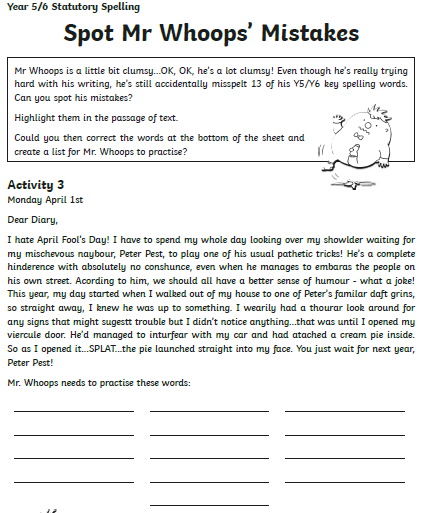 Year 5/6 Statutory Spelling
Spot Mr Whoops' Mistakes
Mr Whoops is a little bit clumsy...OK, OK, he's a lot clumsy! Even though he's really trying
hard with his writing, he's still accidentally misspelt 13 of his Y5/Y6 key spelling words.
Can you spot his mistakes?
Highlight them in the passage of text.
Could you then correct the words at the bottom of the sheet and
create a list for Mr. Whoops to practise?
Activity 3
Monday April 1st
Dear Diary,
I hate April Fool's Day! I have to spend my whole day looking over my showlder waiting for
my mischevous naybour, Peter Pest, to play one of his usual pathetic tricks! He's a complete
hinderence with absolutely no conshunce, even when he manages to embaras the people on
his own street. Acording to him, we should all have a better sense of humour - what a joke!
This year, my day started when I walked out of my house to one of Peter's familar daft grins,
so straight away, I knew he was up to something. I wearily had a thourar look around for
any signs that might sugestt trouble but I didn't notice anything...that was until I opened my
viercule door. He'd managed to inturfear with my car and had atached a cream pie inside.
So as I opened it...SPLAT...the pie launched straight into my face. You just wait for next year,
Peter Pest!
Mr. Whoops needs to practise these words: